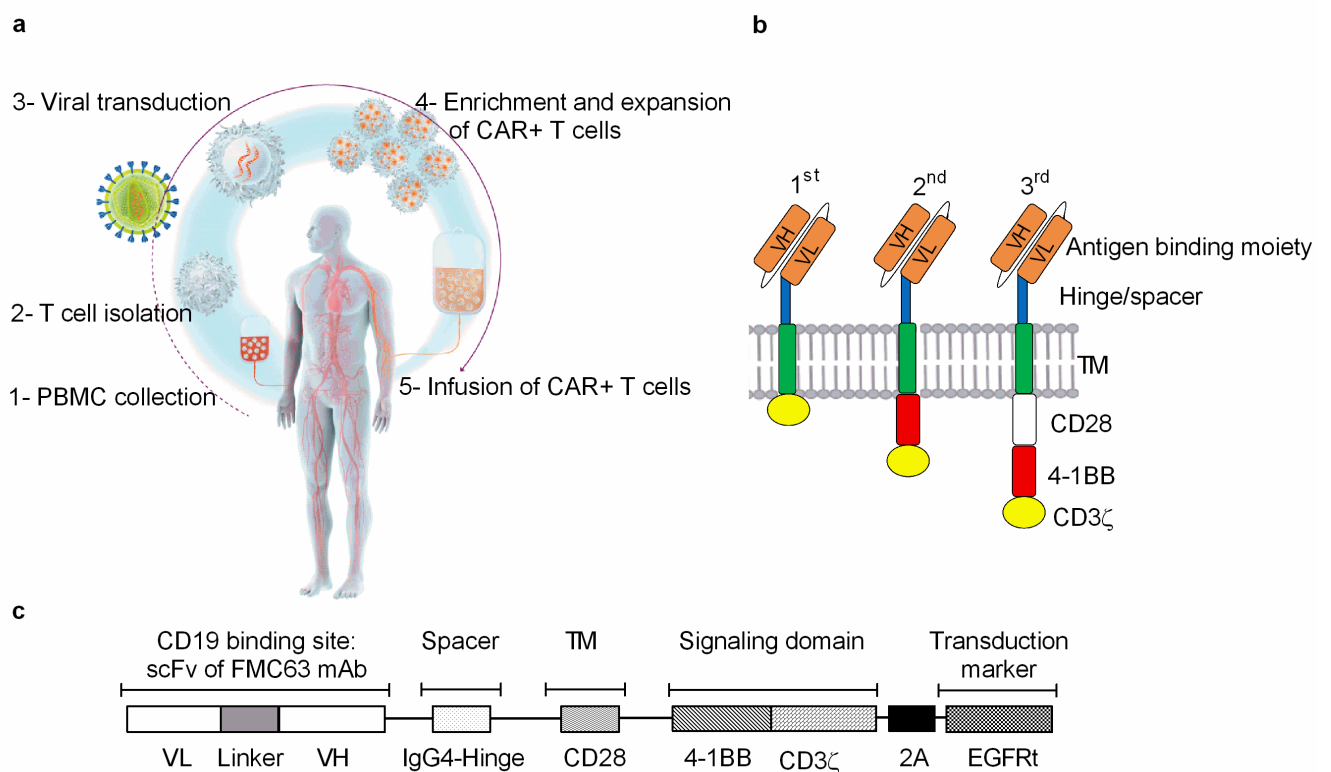 a
3- Viral transduction
4- Enrichment and expansion
of CAR+ T cells
2- T cell isolation
1- PBMC collection
5- Infusion of CAR+ T cells
b
1st
2nd
3rd
VH
VL
VH
VL
VH
VL
Antigen binding moiety
Hinge/spacer
TM
CD28
4-1BB
CD3ζ
c
CD19 binding site:
scFv of FMC63 mAb
Spacer
TM
Signaling domain
Transduction
marker
VL
Linker
VH
IgG4-Hinge
CD28
4-1BB
CD3ζ
2A
EGFRt